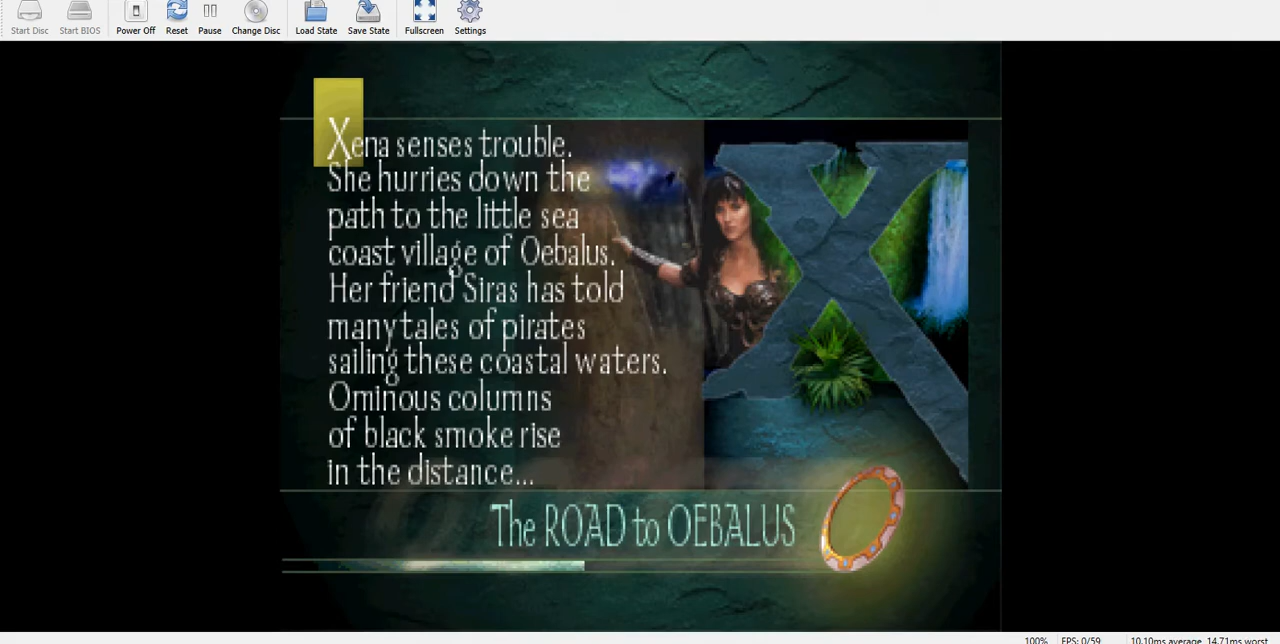 Start Disc Start BIOS Power Off Reset Pause Change Disc Load State Save State Fullscreen Settings
Xena senses trouble.
She hurries down the
path to the little sea
coast village of Oebalus.
Her friend Siras has told
many tales of pirates
sailing these coastal waters.
Ominous columns
of black smoke rise
in the distance...
The ROAD to OEBALUS
100% FPS: 0/59 10.10ms average, 14.71ms worst